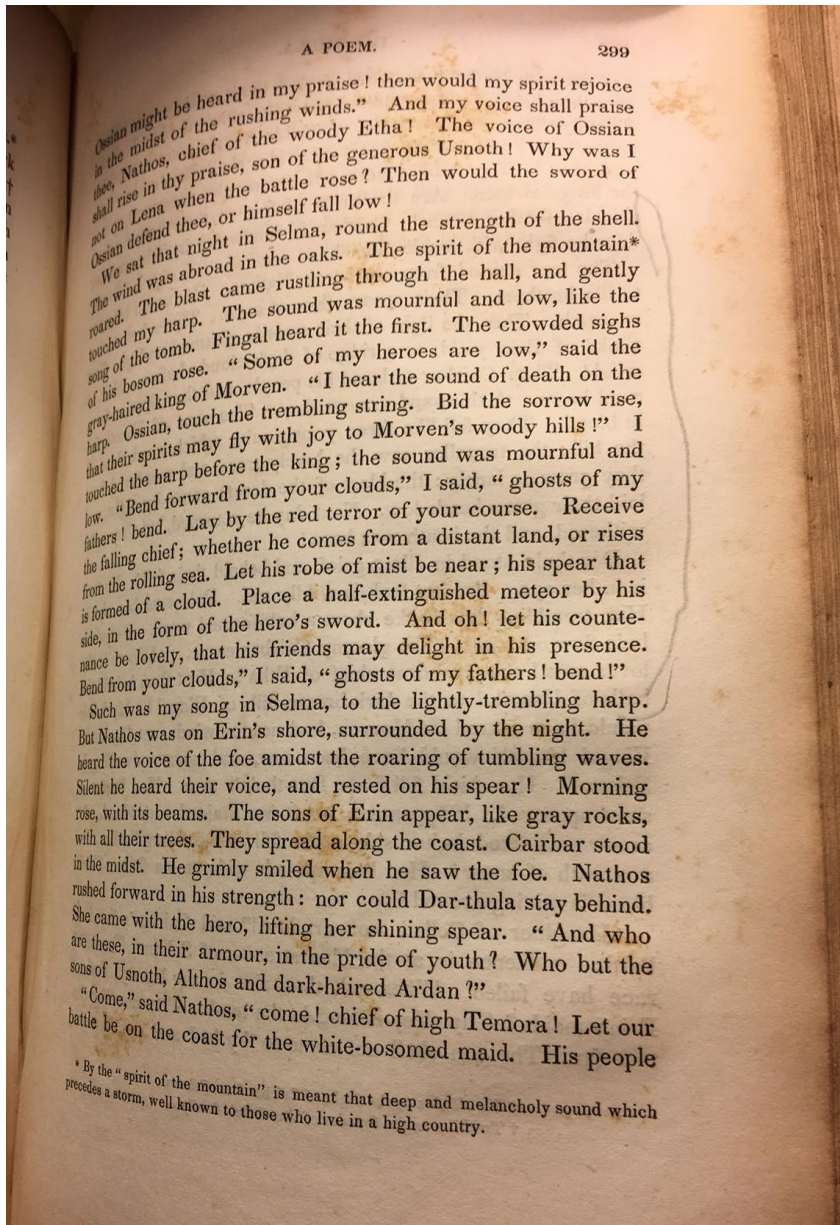 A POEM. 299
Ossian might be heard in my praise ! then would my spirit rejoice
in the midst of the rushing winds.” And my voice shall praise
thee, Nathos, chief of the woody Etha ! The voice of Ossian
shall rise in thy praise, son of the generous Usnoth ! Why was I
not on Lena when the battle rose ? Then would the sword of
Ossian defend thee, or himself fall low !
We sat that night in Selma, round the strength of the shell.
The wind was abroad in the oaks. The spirit of the mountain*
roared. The blast came rustling through the hall, and gently
touched my harp. The sound was mournful and low, like the
song of the tomb. Fingal heard it the first. The crowded sighs
of his bosom rose. “ Some of my heroes are low,” said the
gray-haired king of Morven. “ I hear the sound of death on the
harp. Ossian, touch the trembling string. Bid the sorrow rise,
that their spirits may fly with joy to Morven’s woody hills !” I
touched the harp before the king ; the sound was mournful and
low. “ Bend forward from your clouds,” I said, “ ghosts of my
fathers ! bend. Lay by the red terror of your course. Receive
the falling chief ; whether he comes from a distant land, or rises
from the rolling sea. Let his robe of mist be near ; his spear that
is formed of a cloud. Place a half-extinguished meteor by his
side, in the form of the hero’s sword. And oh ! let his counte-
nance be lovely, that his friends may delight in his presence.
Bend from your clouds,” I said, “ ghosts of my fathers ! bend !”
Such was my song in Selma, to the lightly-trembling harp.
But Nathos was on Erin’s shore, surrounded by the night. He
heard the voice of the foe amidst the roaring of tumbling waves.
Silent he heard their voice, and rested on his spear ! Morning
rose, with its beams. The sons of Erin appear, like gray rocks,
with all their trees. They spread along the coast. Cairbar stood
in the midst. He grimly smiled when he saw the foe. Nathos
rushed forward in his strength : nor could Dar-thula stay behind.
She came with the hero, lifting her shining spear. “ And who
are these, in their armour, in the pride of youth ? Who but the
sons of Usnoth, Althos and dark-haired Ardan ?”
“ Come,” said Nathos, “ come ! chief of high Temora ! Let our
battle be on the coast for the white-bosomed maid. His people
* By the “ spirit of the mountain” is meant that deep and melancholy sound which
precedes a storm, well known to those who live in a high country.